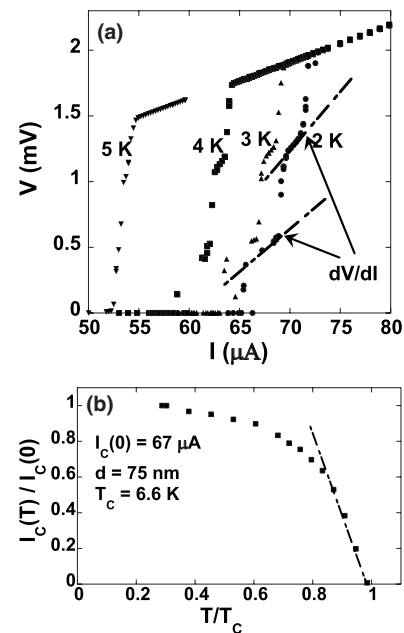 (a)
2
1.5
1
0.5
0
V (mV)
5 K
4 K
3 K
2 K
dV/dI
50 55 60 65 70 75 80
I (μA)
(b)
1
0.8
0.6
0.4
0.2
0
I_C(T) / I_C(0)
I_C(0) = 67 μA
d = 75 nm
T_C = 6.6 K
0 0.2 0.4 0.6 0.8 1
T/T_C